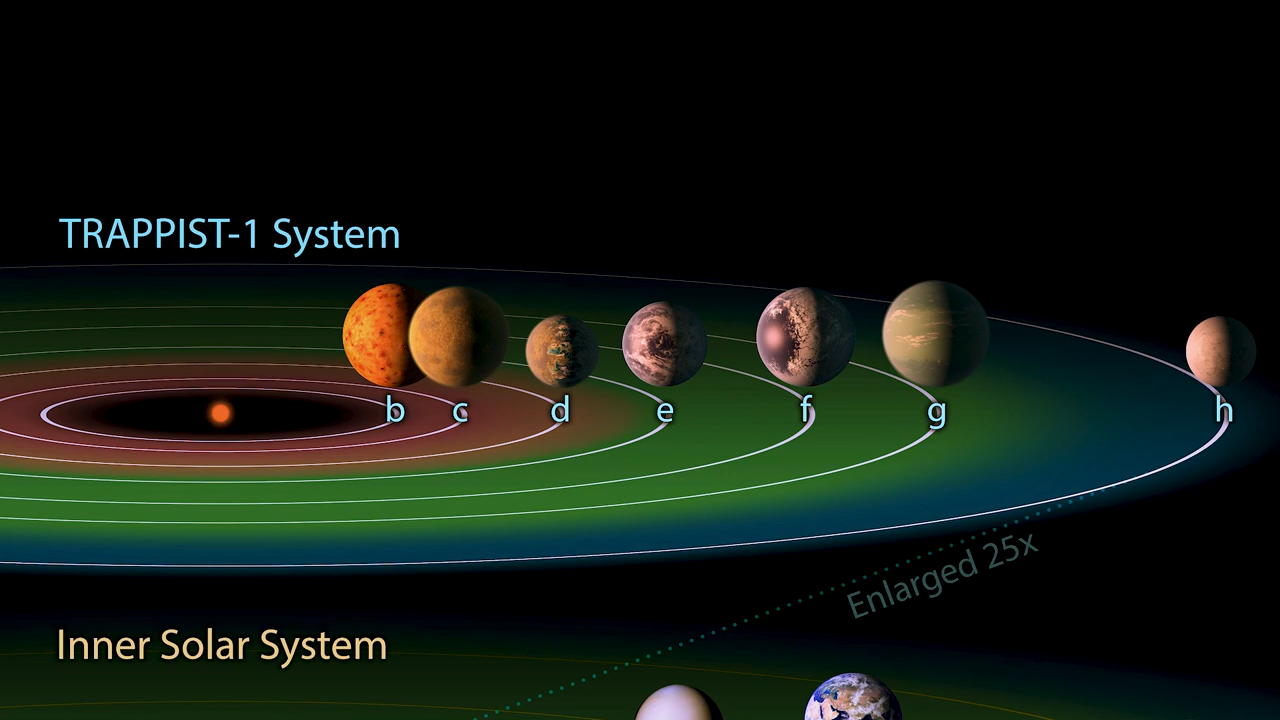 TRAPPIST-1 System
b c d e f g h
Enlarged 25x
Inner Solar System